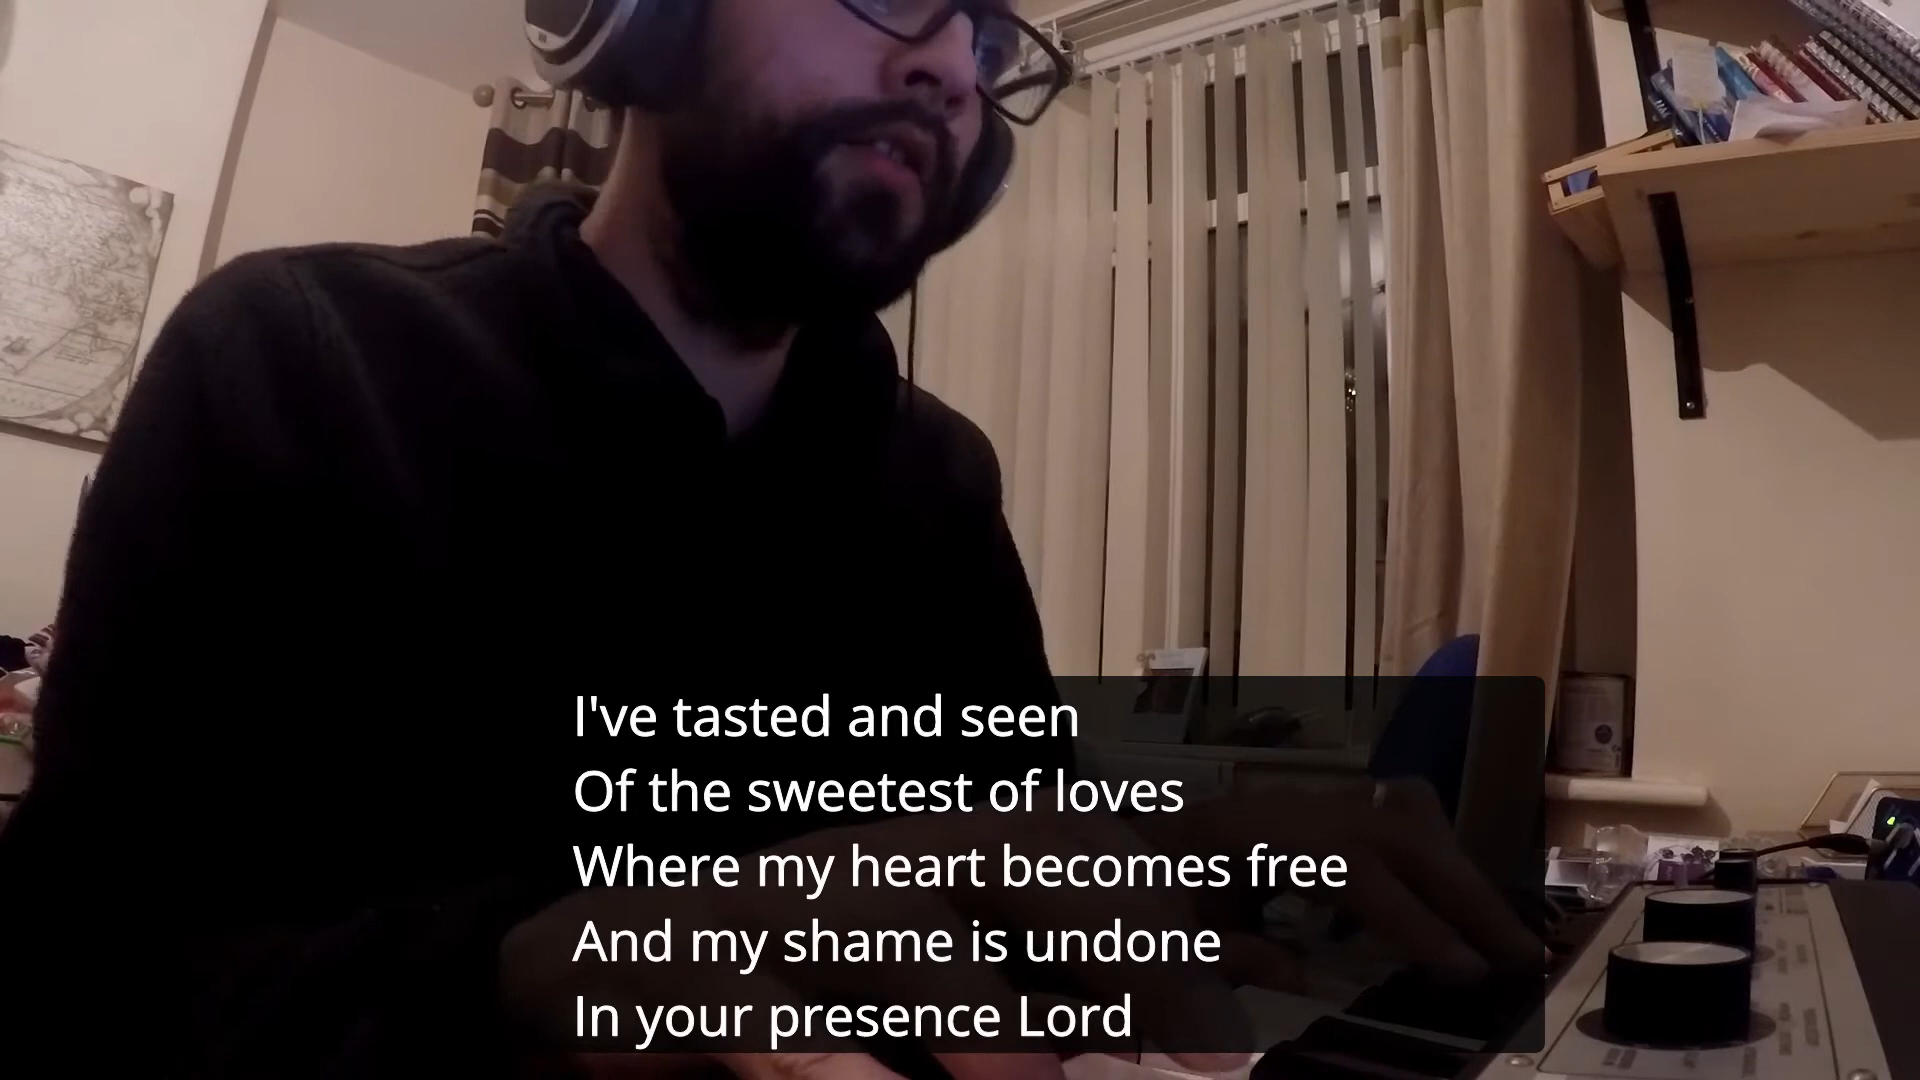 I've tasted and seen
Of the sweetest of loves
Where my heart becomes free
And my shame is undone
In your presence Lord